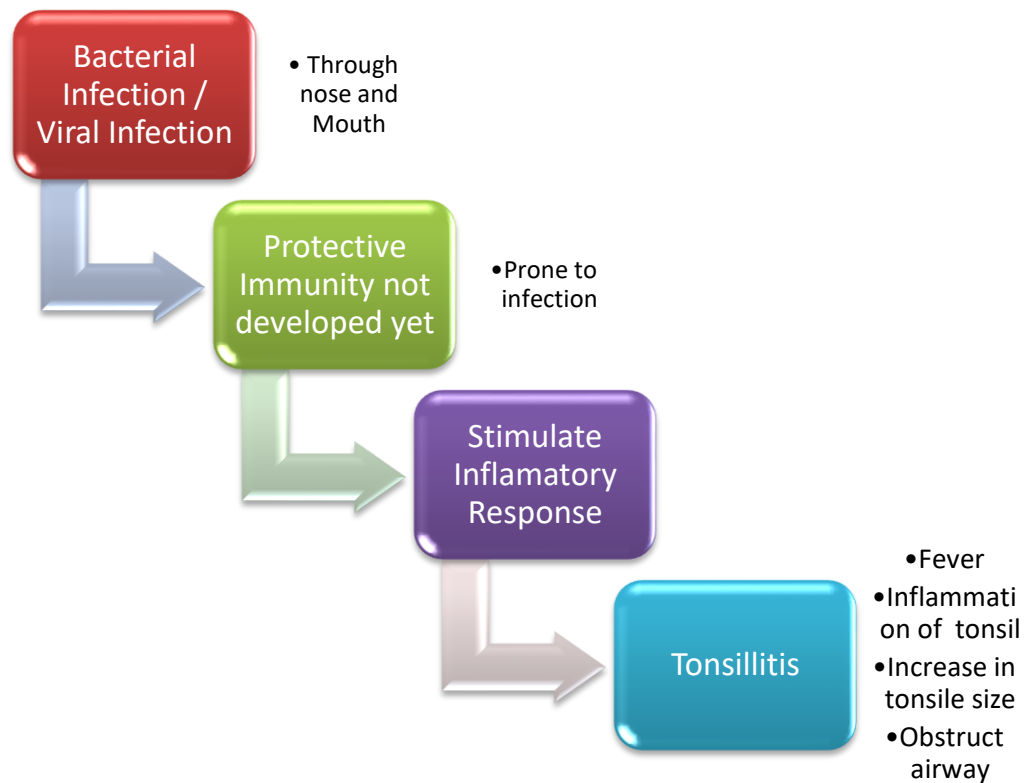 Bacterial
Infection /
Viral Infection
• Through
nose and
Mouth
Protective
Immunity not
developed yet
•Prone to
infection
Stimulate
Inflamatory
Response
Tonsillitis
•Fever
•Inflammati
on of tonsil
•Increase in
tonsile size
•Obstruct
airway